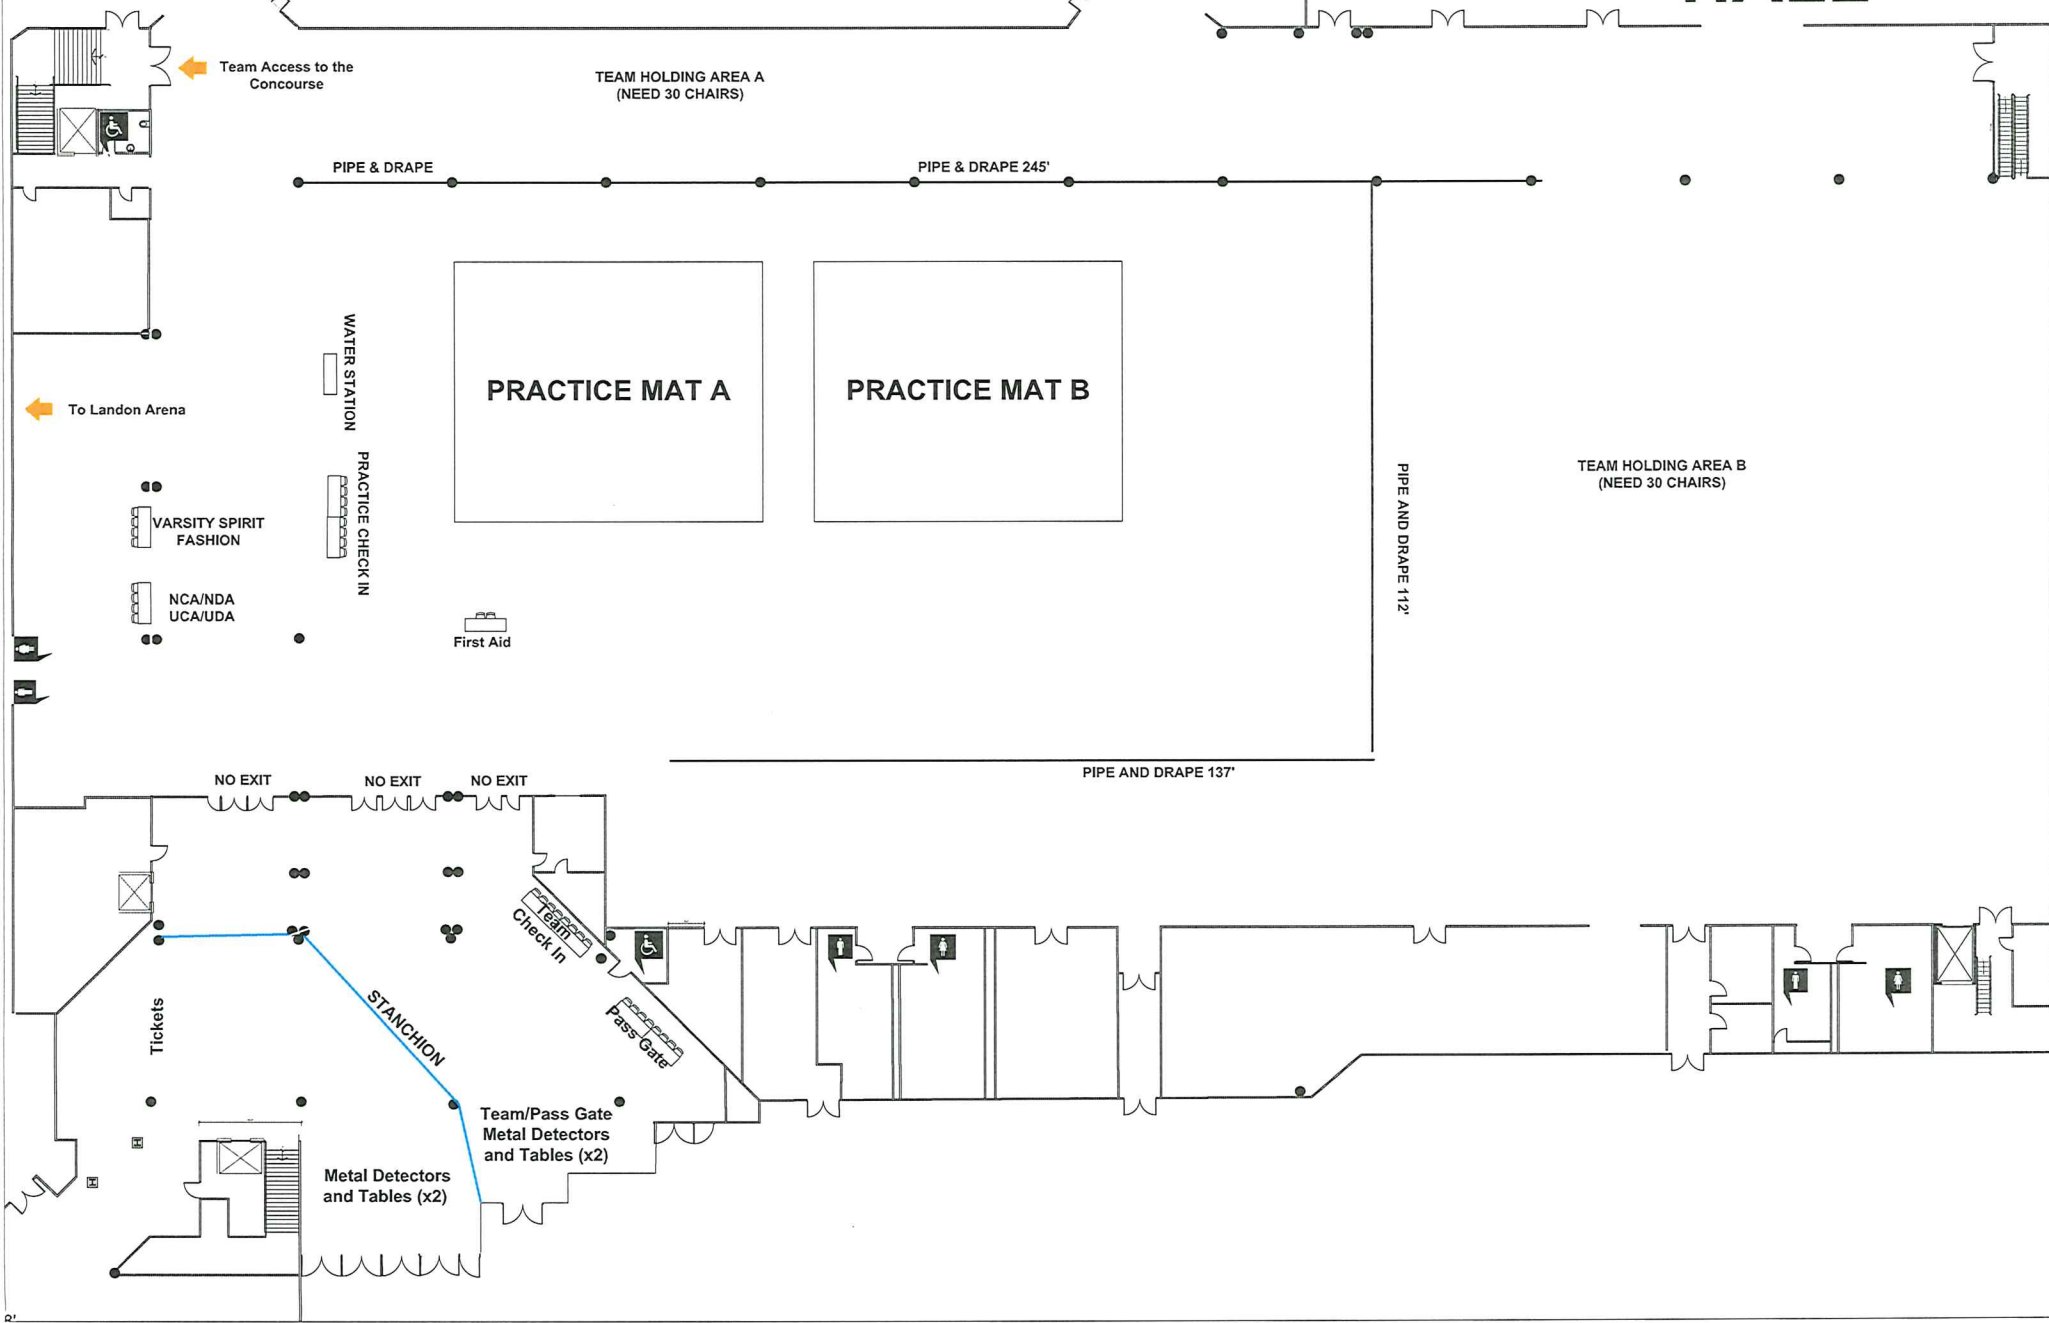 Team Access to the
Concourse
TEAM HOLDING AREA A
(NEED 30 CHAIRS)
PIPE & DRAPE
PIPE & DRAPE 245'
WATER STATION
PRACTICE MAT A
PRACTICE MAT B
To Landon Arena
PRACTICE CHECK IN
PIPE AND DRAPE 112'
TEAM HOLDING AREA B
(NEED 30 CHAIRS)
VARSITY SPIRIT
FASHION
NCA/NDA
UCA/UDA
First Aid
NO EXIT
NO EXIT
NO EXIT
PIPE AND DRAPE 137'
Team
Check In
Tickets
STANCHION
Pass Gate
Team/Pass Gate
Metal Detectors
and Tables (x2)
Metal Detectors
and Tables (x2)
H
H